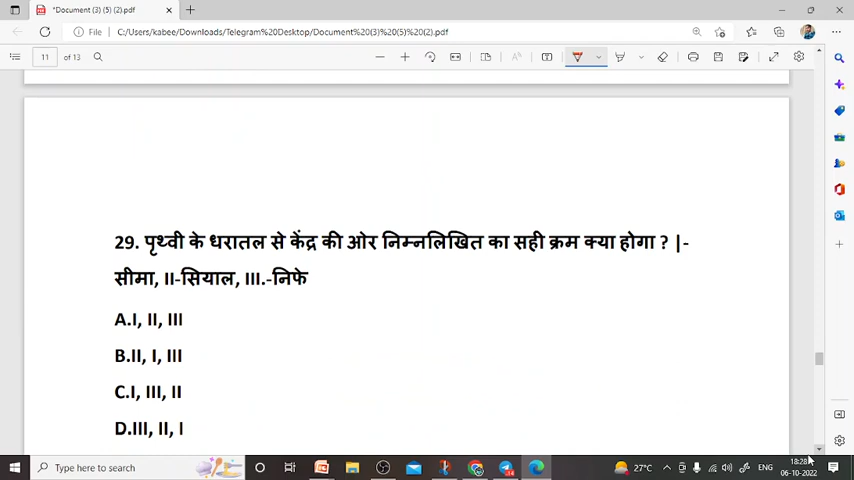 *Document (3) (5) (2).pdf
File C:/Users/kabee/Downloads/Telegram%20Desktop/Document%20(3)%20(5)%20(2).pdf
11 of 13
29. पृथ्वी के धरातल से केंद्र की ओर निम्नलिखित का सही क्रम क्या होगा ? |-
सीमा, II-सियाल, III.-निफे
A.I, II, III
B.II, I, III
C.I, III, II
D.III, II, I
Type here to search
27°C ENG 18:28
06-10-2022